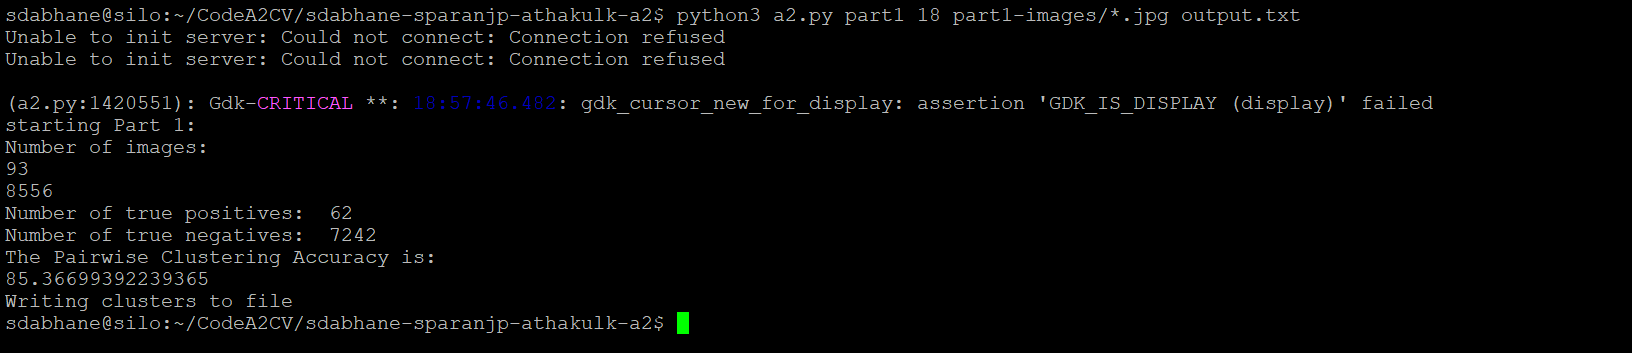 sdabhane@silo:~/CodeA2CV/sdabhane-sparanjp-athakulk-a2$ python3 a2.py part1 18 part1-images/*.jpg output.txt
Unable to init server: Could not connect: Connection refused
Unable to init server: Could not connect: Connection refused
(a2.py:1420551): Gdk-CRITICAL **: 18:57:46.482: gdk_cursor_new_for_display: assertion 'GDK_IS_DISPLAY (display)' failed
starting Part 1:
Number of images:
93
8556
Number of true positives:  62
Number of true negatives:  7242
The Pairwise Clustering Accuracy is:
85.36699392239365
Writing clusters to file
sdabhane@silo:~/CodeA2CV/sdabhane-sparanjp-athakulk-a2$